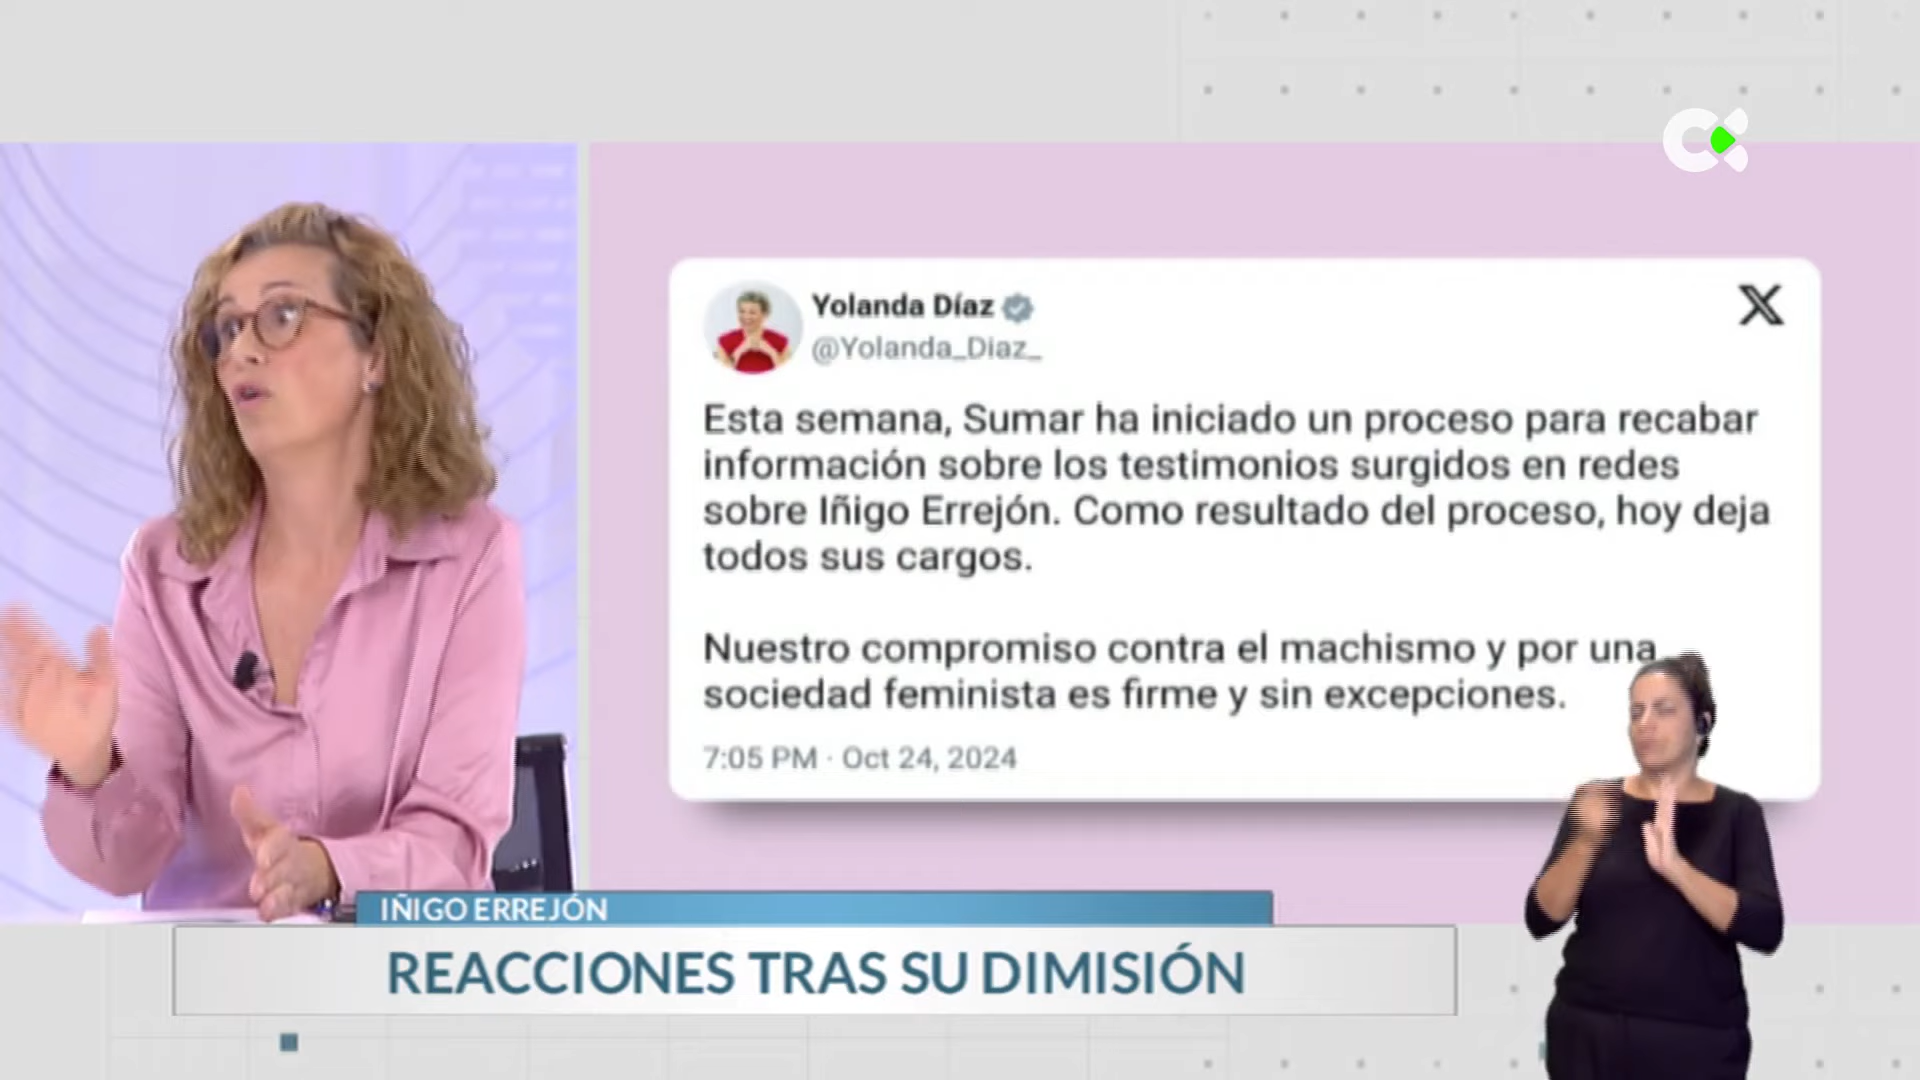 Yolanda Díaz
@Yolanda_Diaz_
Esta semana, Sumar ha iniciado un proceso para recabar
información sobre los testimonios surgidos en redes
sobre Iñigo Errejón. Como resultado del proceso, hoy deja
todos sus cargos.
Nuestro compromiso contra el machismo y por una
sociedad feminista es firme y sin excepciones.
7:05 PM · Oct 24, 2024
IÑIGO ERREJÓN
REACCIONES TRAS SU DIMISIÓN